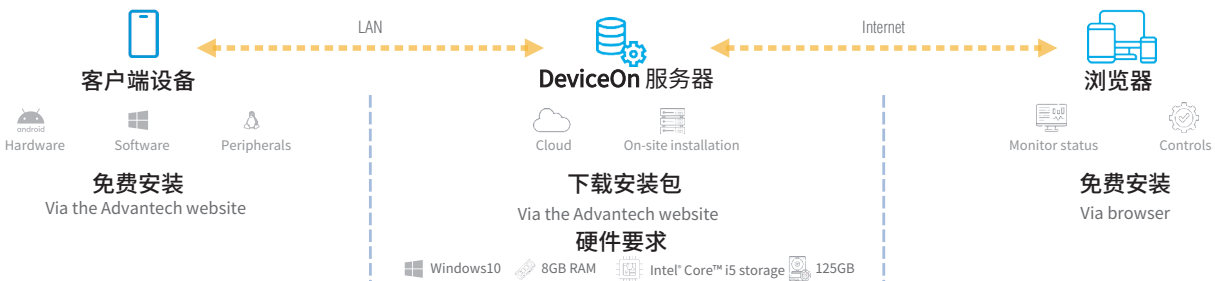 LAN
Internet
客户端设备
DeviceOn 服务器
浏览器
android
Hardware
Software
Peripherals
Cloud
On-site installation
Monitor status
Controls
免费安装
下载安装包
免费安装
Via the Advantech website
Via the Advantech website
Via browser
硬件要求
Windows10
8GB RAM
Intel® Core™ i5 storage
125GB